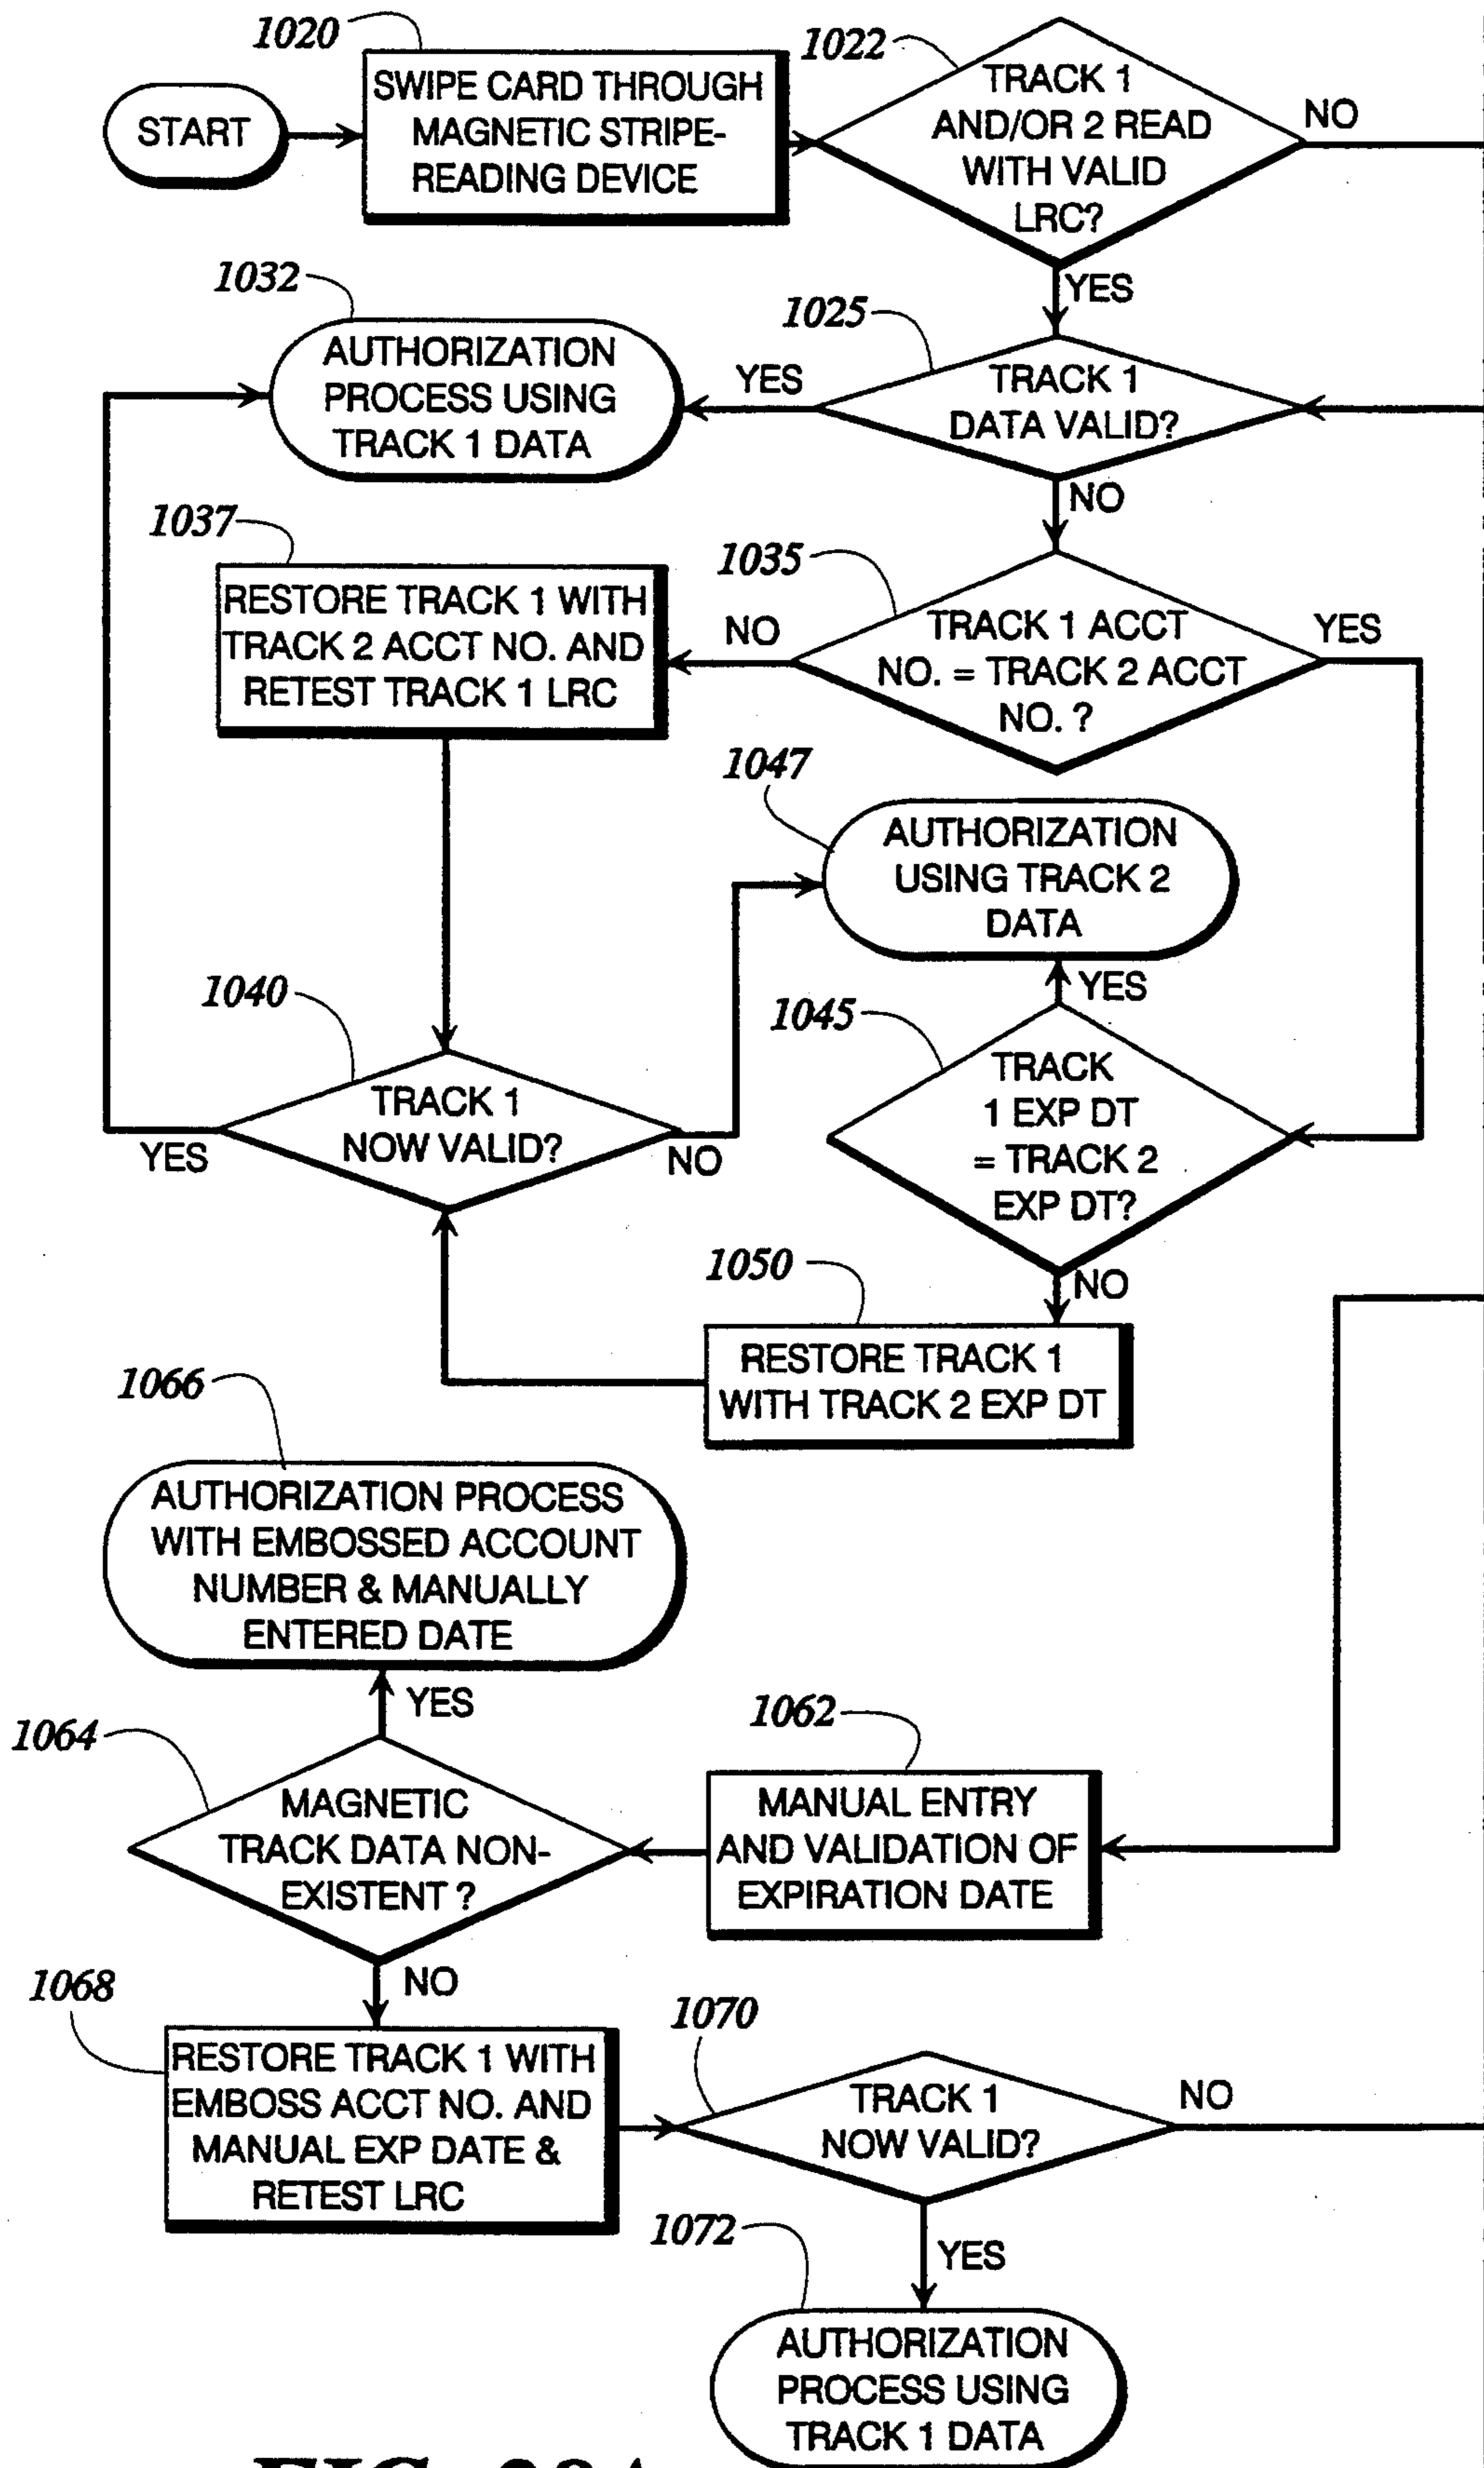 1020
START
SWIPE CARD THROUGH
MAGNETIC STRIPE-
READING DEVICE
1022
TRACK 1
AND/OR 2 READ
WITH VALID
LRC?
NO
YES
1032
AUTHORIZATION
PROCESS USING
TRACK 1 DATA
YES
1025
TRACK 1
DATA VALID?
NO
1037
RESTORE TRACK 1 WITH
TRACK 2 ACCT NO. AND
RETEST TRACK 1 LRC
NO
1035
TRACK 1 ACCT
NO. = TRACK 2 ACCT
NO. ?
YES
1047
AUTHORIZATION
USING TRACK 2
DATA
YES
1040
TRACK 1
NOW VALID?
YES
NO
1045
TRACK
1 EXP DT
= TRACK 2
EXP DT?
NO
1050
RESTORE TRACK 1
WITH TRACK 2 EXP DT
1066
AUTHORIZATION PROCESS
WITH EMBOSSED ACCOUNT
NUMBER & MANUALLY
ENTERED DATE
YES
1064
MAGNETIC
TRACK DATA NON-
EXISTENT ?
1062
MANUAL ENTRY
AND VALIDATION OF
EXPIRATION DATE
NO
1068
RESTORE TRACK 1 WITH
EMBOSS ACCT NO. AND
MANUAL EXP DATE &
RETEST LRC
1070
TRACK 1
NOW VALID?
NO
YES
1072
AUTHORIZATION
PROCESS USING
TRACK 1 DATA